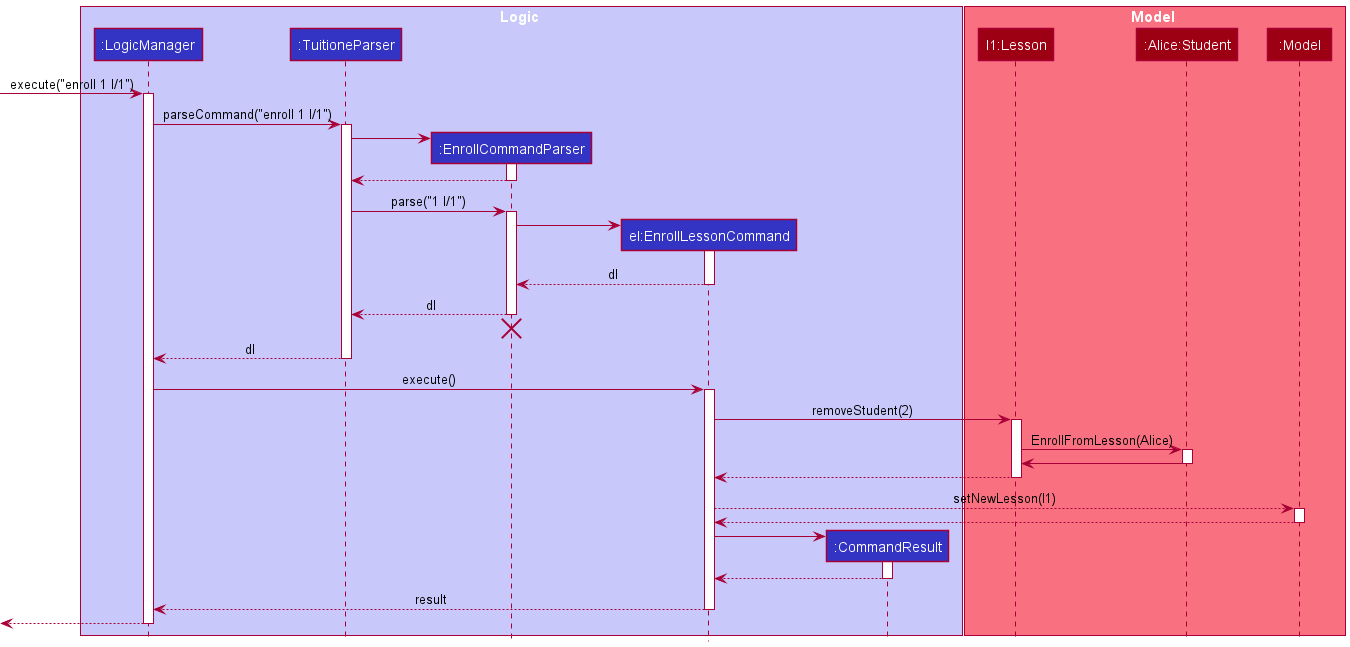 Logic
Model
:LogicManager
:TuitioneParser
l1:Lesson
:Alice:Student
:Model
execute("enroll 1 l/1")
parseCommand("enroll 1 l/1")
:EnrollCommandParser
parse("1 l/1")
el:EnrollLessonCommand
dl
dl
dl
execute()
removeStudent(2)
EnrollFromLesson(Alice)
setNewLesson(l1)
:CommandResult
result